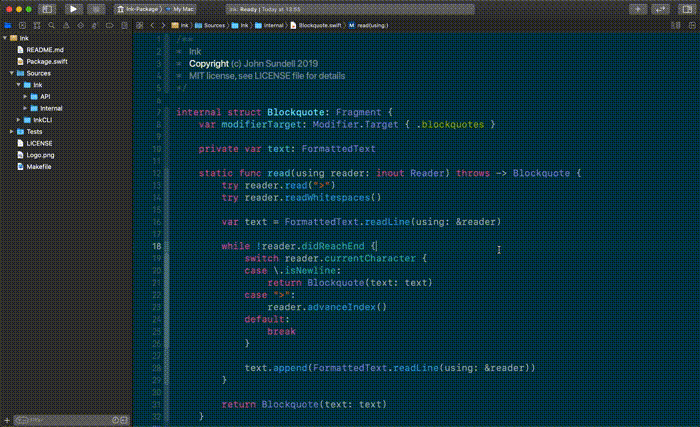 Ink-Package
My Mac
Ink: Ready | Today at 13:55
Ink
Sources
Ink
Internal
Blockquote.swift
read(using:)
Ink
README.md
Package.swift
Sources
Ink
API
Internal
InkCLI
Tests
LICENSE
Logo.png
Makefile
1 /**
2 * Ink
3 * Copyright (c) John Sundell 2019
4 * MIT license, see LICENSE file for details
5 */
6
7 internal struct Blockquote: Fragment {
8 var modifierTarget: Modifier.Target { .blockquotes }
9
10 private var text: FormattedText
11
12 static func read(using reader: inout Reader) throws -> Blockquote {
13 try reader.read(">")
14 try reader.readWhitespaces()
15
16 var text = FormattedText.readLine(using: &reader)
17
18 while !reader.didReachEnd {
19 switch reader.currentCharacter {
20 case \.isNewline:
21 return Blockquote(text: text)
22 case ">":
23 reader.advanceIndex()
24 default:
25 break
26 }
27
28 text.append(FormattedText.readLine(using: &reader))
29 }
30
31 return Blockquote(text: text)
32 }